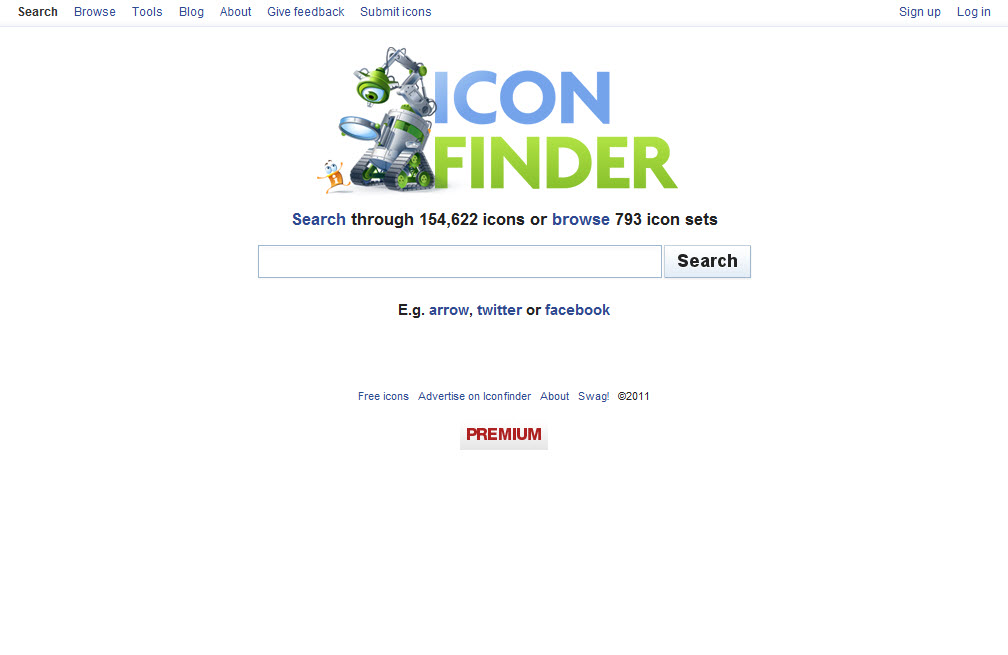 Search Browse Tools Blog About Give feedback Submit icons Sign up Log in
ICON
FINDER
Search through 154,622 icons or browse 793 icon sets
Search
E.g. arrow, twitter or facebook
Free icons Advertise on Iconfinder About Swag! ©2011
PREMIUM